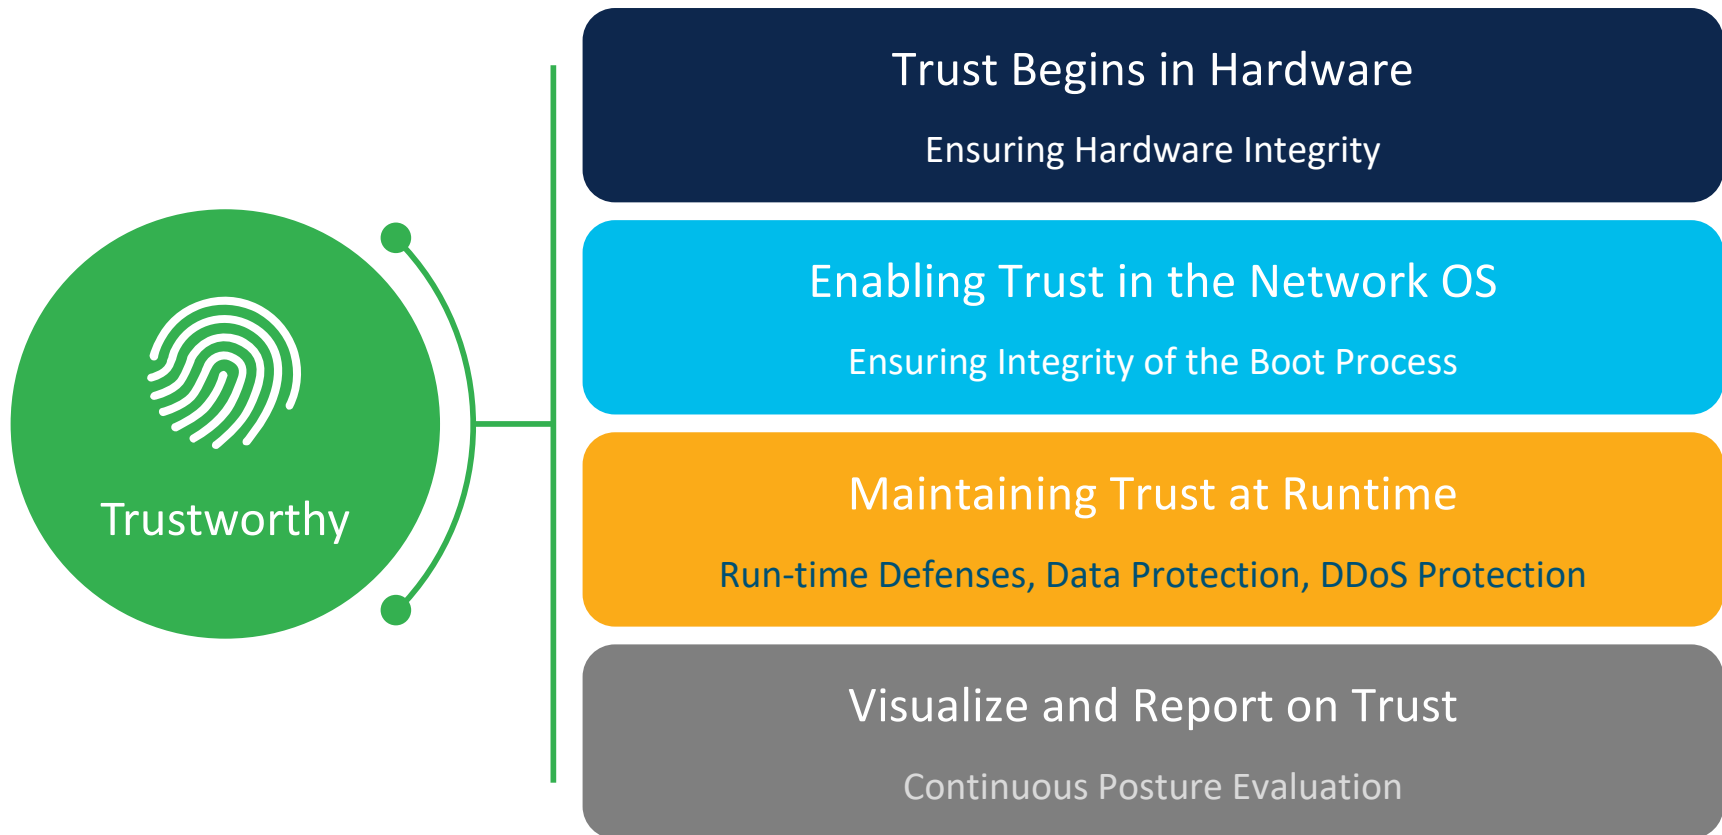 Trustworthy
Trust Begins in Hardware
Ensuring Hardware Integrity
Enabling Trust in the Network OS
Ensuring Integrity of the Boot Process
Maintaining Trust at Runtime
Run-time Defenses, Data Protection, DDoS Protection
Visualize and Report on Trust
Continuous Posture Evaluation